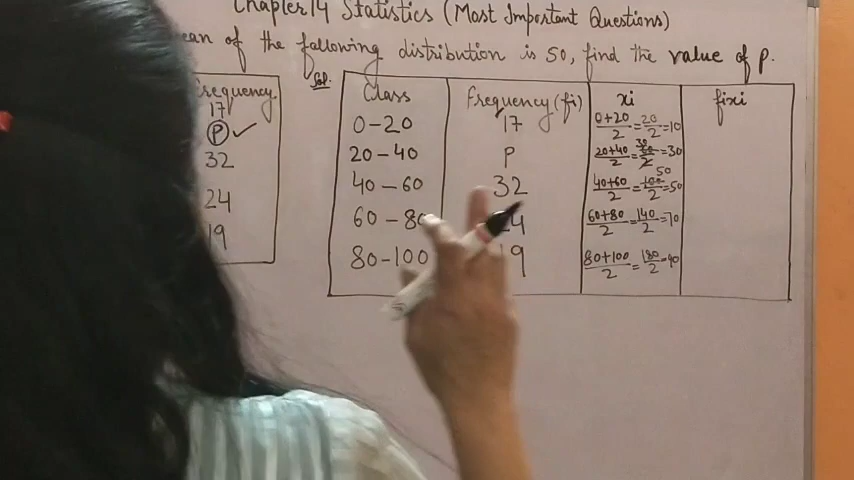 Chapter 14 Statistics (Most Important Questions)
of the following distribution is 50, find the value of P.
Frequency
17
P ✓
32
24
19
Sol.
Class Frequency (fi) xi fixi
0-20 17 0+20/2 = 20/2 = 10
20-40 P 20+40/2 = 60/2 30 = 30
40-60 32 40+60/2 = 100/2 50 = 50
60-80 24 60+80/2 = 140/2 = 70
80-100 19 80+100/2 = 180/2 = 90